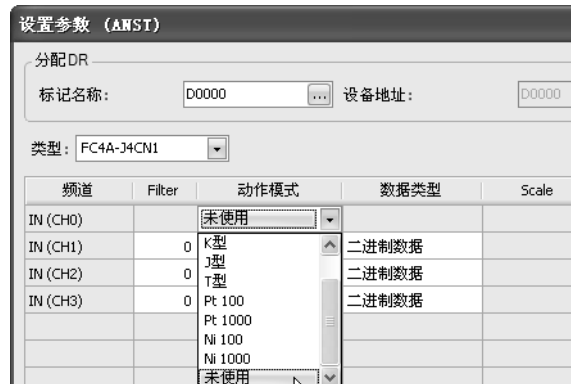 设置参数 (ANST)
分配DR
标记名称: D0000 ... 设备地址: D0000
类型: FC4A-J4CN1
频道 Filter 动作模式 数据类型 Scale
IN (CH0) 未使用
IN (CH1) 0 K型 二进制数据
J型
IN (CH2) 0 T型 二进制数据
IN (CH3) 0 Pt 100 二进制数据
Pt 1000
Ni 100
Ni 1000
未使用